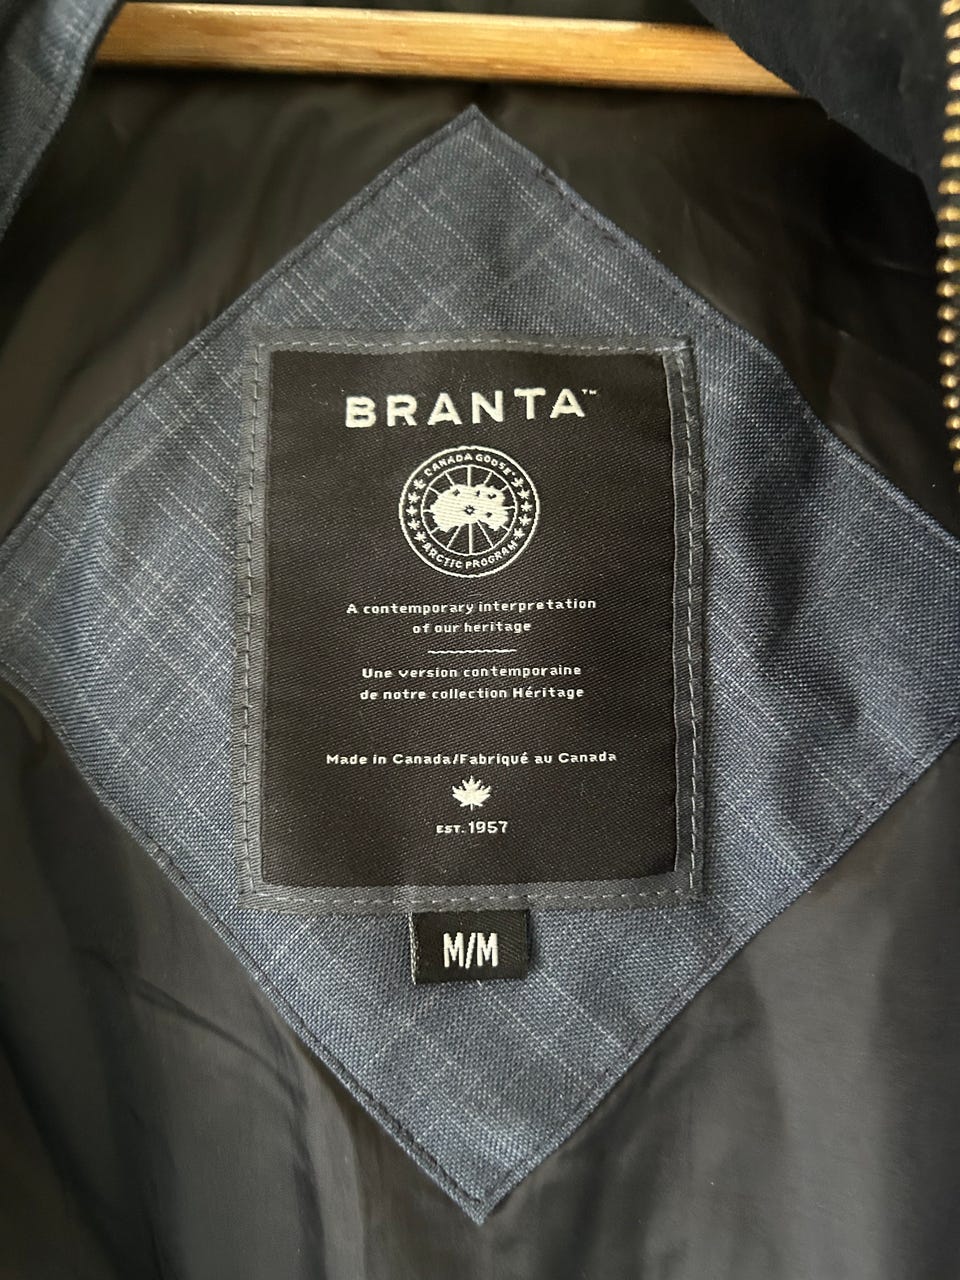 BRANTA™
CANADA GOOSE
ARCTIC PROGRAM
A contemporary interpretation
of our heritage
Une version contemporaine
de notre collection Héritage
Made in Canada/Fabriqué au Canada
EST. 1957
M/M